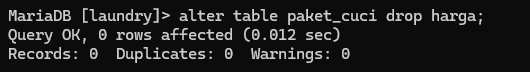 MariaDB [laundry]> alter table paket_cuci drop harga;
Query OK, 0 rows affected (0.012 sec)
Records: 0  Duplicates: 0  Warnings: 0